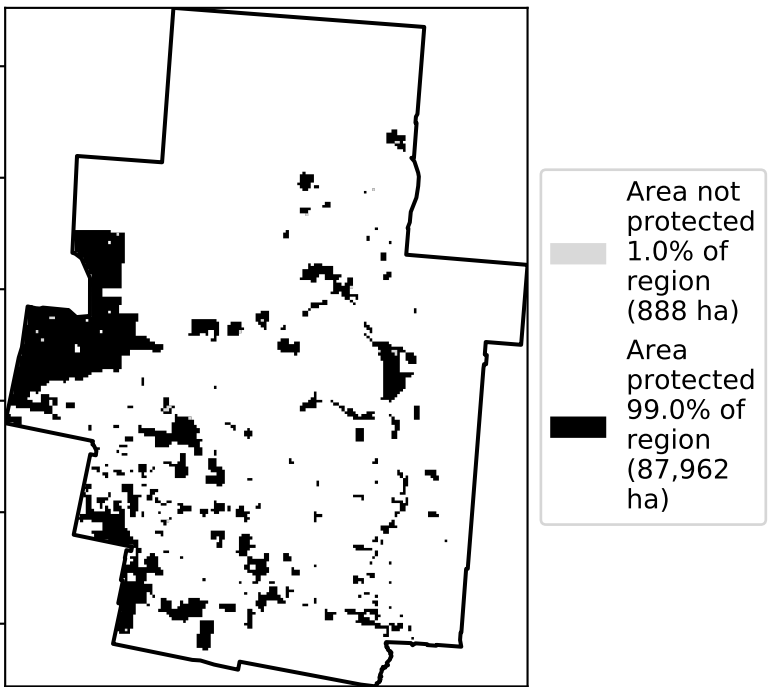 Area not
protected
1.0% of
region
(888 ha)
Area
protected
99.0% of
region
(87,962
ha)